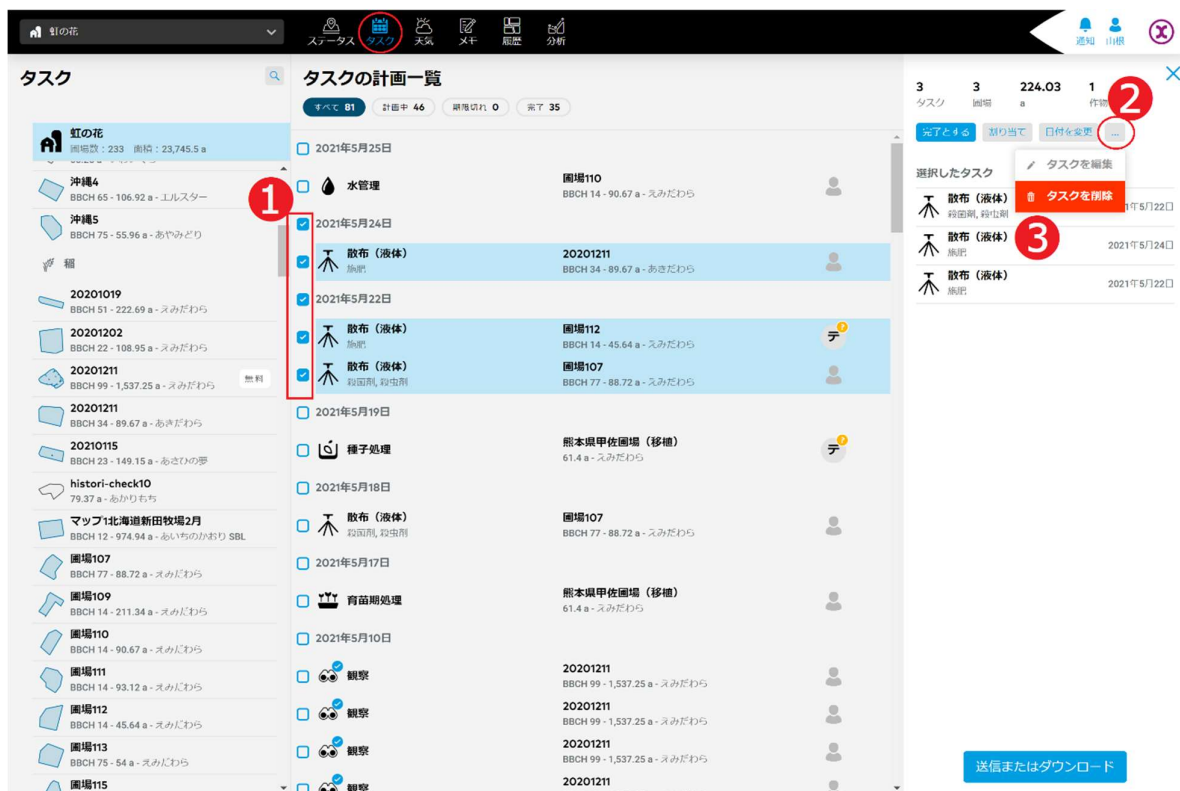 虹の花
ステータス
タスク
天気
メモ
履歴
分析
通知
山根
タスク
虹の花
圃場数：233 面積：23,745.5 a
沖縄4
BBCH 65 - 106.92 a - エルスター
沖縄5
BBCH 75 - 55.96 a - あやみどり
稲
20201019
BBCH 51 - 222.69 a - えみだわら
20201202
BBCH 22 - 108.95 a - えみだわら
20201211
BBCH 99 - 1,537.25 a - えみだわら
無料
20201211
BBCH 34 - 89.67 a - あきだわら
20210115
BBCH 23 - 149.15 a - あさひの夢
histori-check10
79.37 a - あかりもち
マップ1北海道新田牧場2月
BBCH 12 - 974.94 a - あいちのかおり SBL
圃場107
BBCH 77 - 88.72 a - えみだわら
圃場109
BBCH 14 - 211.34 a - えみだわら
圃場110
BBCH 14 - 90.67 a - えみだわら
圃場111
BBCH 14 - 93.12 a - えみだわら
圃場112
BBCH 14 - 45.64 a - えみだわら
圃場113
BBCH 75 - 54 a - えみだわら
圃場115
タスクの計画一覧
すべて 81
計画中 46
期限切れ 0
完了 35
2021年5月25日
水管理
圃場110
BBCH 14 - 90.67 a - えみだわら
1
2021年5月24日
散布（液体）
施肥
20201211
BBCH 34 - 89.67 a - あきだわら
2021年5月22日
散布（液体）
施肥
圃場112
BBCH 14 - 45.64 a - えみだわら
テ
?
散布（液体）
殺菌剤, 殺虫剤
圃場107
BBCH 77 - 88.72 a - えみだわら
2021年5月19日
種子処理
熊本県甲佐圃場（移植）
61.4 a - えみだわら
テ
?
2021年5月18日
散布（液体）
殺菌剤, 殺虫剤
圃場107
BBCH 77 - 88.72 a - えみだわら
2021年5月17日
育苗期処理
熊本県甲佐圃場（移植）
61.4 a - えみだわら
2021年5月10日
観察
20201211
BBCH 99 - 1,537.25 a - えみだわら
観察
20201211
BBCH 99 - 1,537.25 a - えみだわら
観察
20201211
BBCH 99 - 1,537.25 a - えみだわら
観察
20201211
3
タスク
3
圃場
224.03
a
1
作物
2
完了とする
割り当て
日付を変更
...
タスクを編集
タスクを削除
選択したタスク
散布（液体）
殺菌剤, 殺虫剤
1年5月22日
3
散布（液体）
施肥
2021年5月24日
散布（液体）
施肥
2021年5月22日
送信またはダウンロード